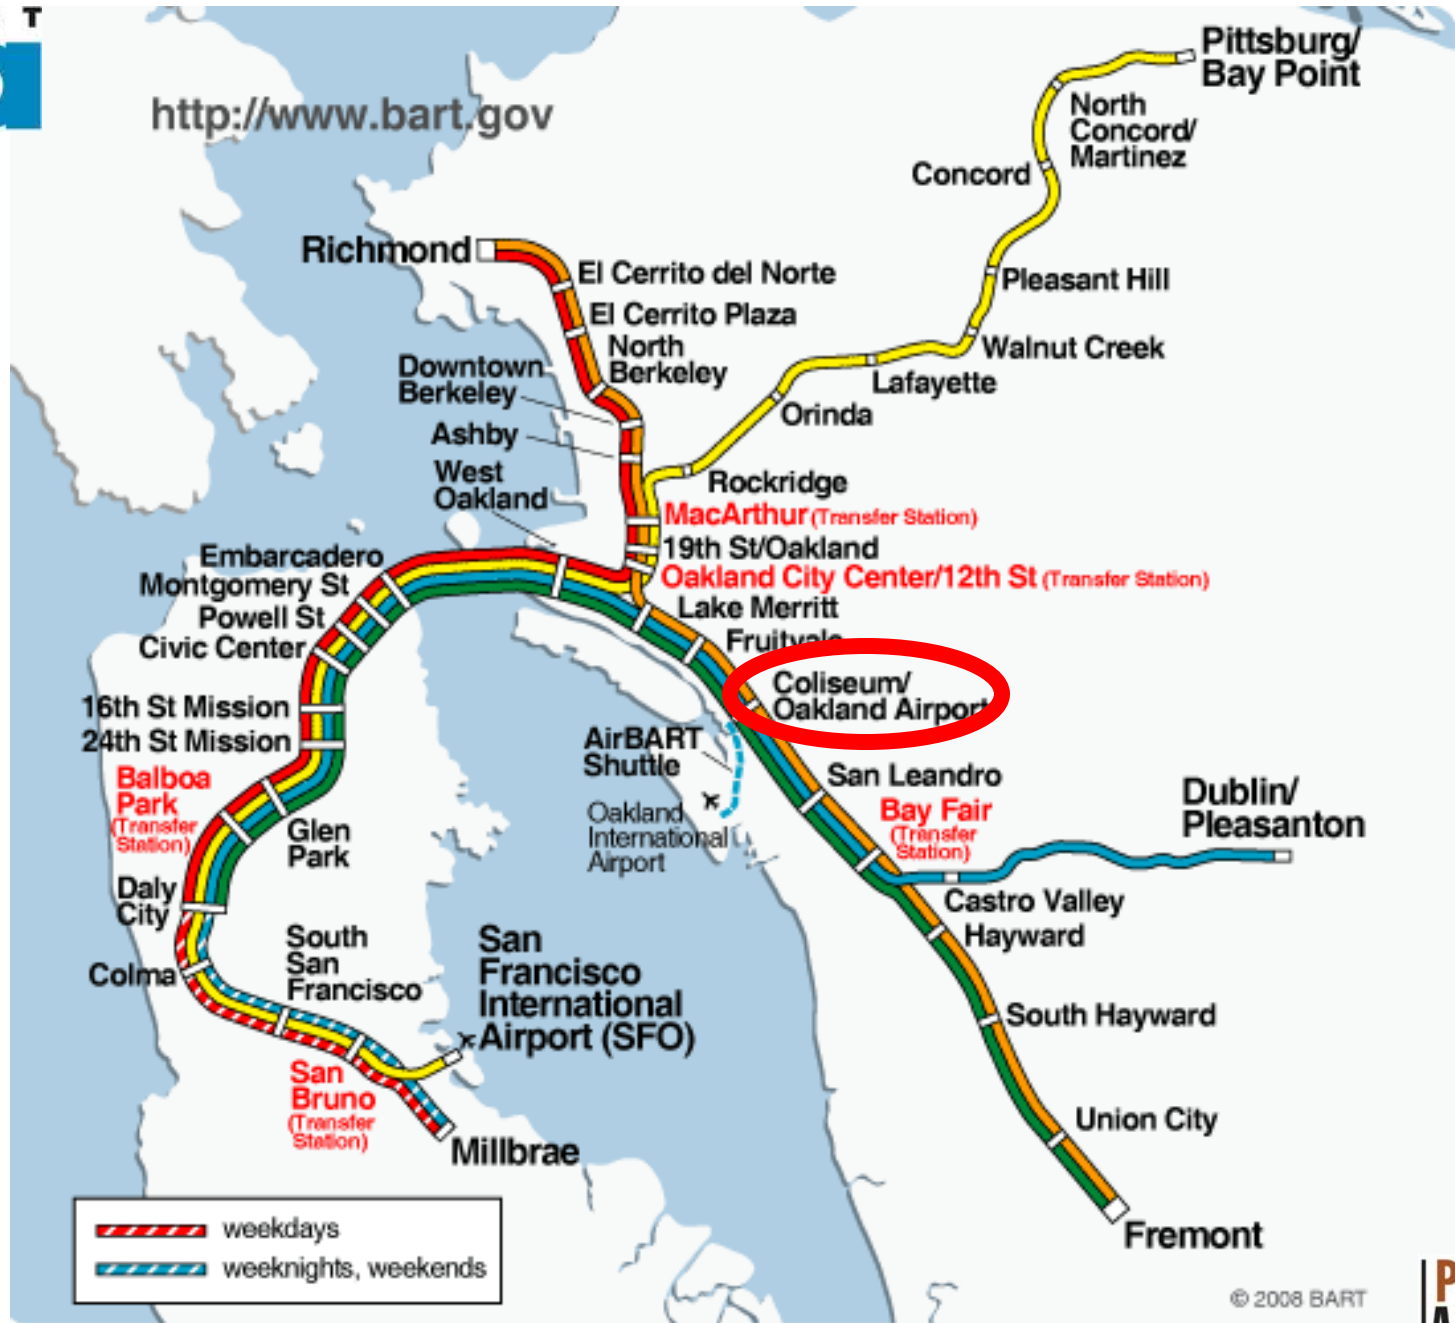 T
http://www.bart.gov
Pittsburg/
Bay Point
North
Concord/
Martinez
Concord
Richmond
El Cerrito del Norte
Pleasant Hill
El Cerrito Plaza
North
Berkeley
Walnut Creek
Downtown
Berkeley
Lafayette
Orinda
Ashby
West
Oakland
Rockridge
MacArthur (Transfer Station)
19th St/Oakland
Oakland City Center/12th St (Transfer Station)
Embarcadero
Montgomery St
Powell St
Civic Center
Lake Merritt
Fruitvale
Coliseum/
Oakland Airport
16th St Mission
24th St Mission
AirBART
Shuttle
Balboa
Park
(Transfer
Station)
Oakland
International
Airport
San Leandro
Bay Fair
(Transfer
Station)
Dublin/
Pleasanton
Glen
Park
Daly
City
Castro Valley
Hayward
Colma
South
San
Francisco
San
Francisco
International
Airport (SFO)
South Hayward
San
Bruno
(Transfer
Station)
Millbrae
Union City
Fremont
weekdays
weeknights, weekends
© 2008 BART
P
A